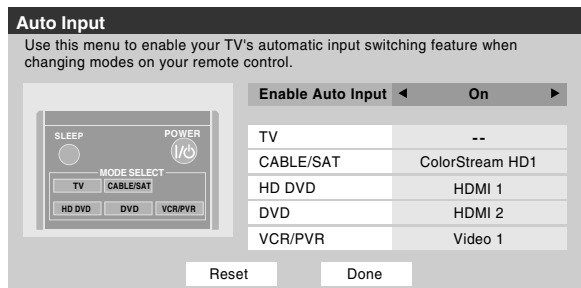 Auto Input
Use this menu to enable your TV's automatic input switching feature when
changing modes on your remote control.
SLEEP POWER
I/
MODE SELECT
TV CABLE/SAT
HD DVD DVD VCR/PVR
Enable Auto Input ◄ On ►
TV --
CABLE/SAT ColorStream HD1
HD DVD HDMI 1
DVD HDMI 2
VCR/PVR Video 1
Reset Done